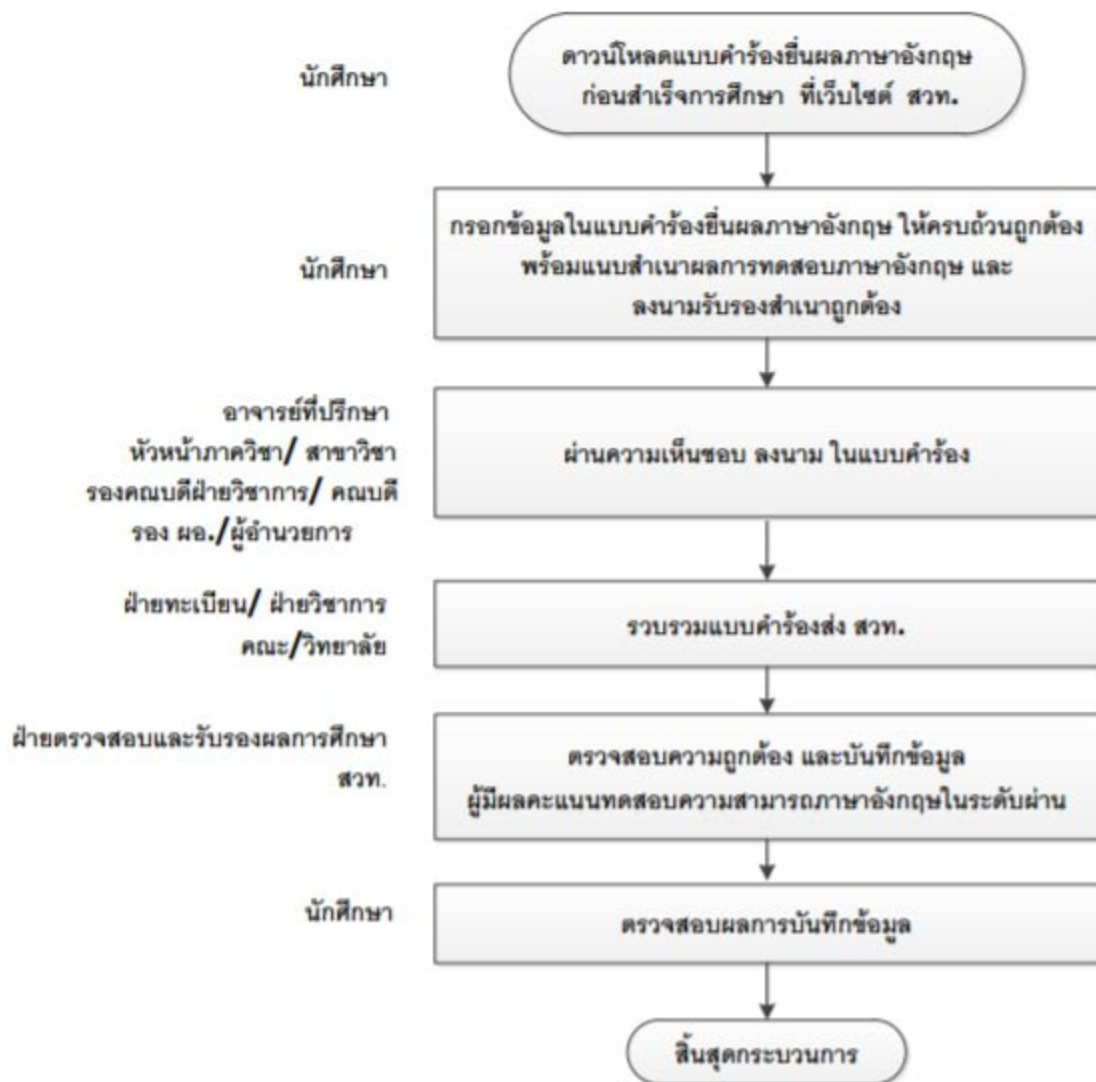 นักศึกษา
ดาวน์โหลดแบบคำร้องยื่นผลภาษาอังกฤษ
ก่อนสำเร็จการศึกษา ที่เว็บไซต์ สวท.
นักศึกษา
กรอกข้อมูลในแบบคำร้องยื่นผลภาษาอังกฤษ ให้ครบถ้วนถูกต้อง
พร้อมแนบสำเนาผลการทดสอบภาษาอังกฤษ และ
ลงนามรับรองสำเนาถูกต้อง
อาจารย์ที่ปรึกษา
หัวหน้าภาควิชา/ สาขาวิชา
รองคณบดีฝ่ายวิชาการ/ คณบดี
รอง ผอ./ผู้อำนวยการ
ผ่านความเห็นชอบ ลงนาม ในแบบคำร้อง
ฝ่ายทะเบียน/ ฝ่ายวิชาการ
คณะ/วิทยาลัย
รวบรวมแบบคำร้องส่ง สวท.
ฝ่ายตรวจสอบและรับรองผลการศึกษา
สวท.
ตรวจสอบความถูกต้อง และบันทึกข้อมูล
ผู้มีผลคะแนนทดสอบความสามารถภาษาอังกฤษในระดับผ่าน
นักศึกษา
ตรวจสอบผลการบันทึกข้อมูล
สิ้นสุดกระบวนการ